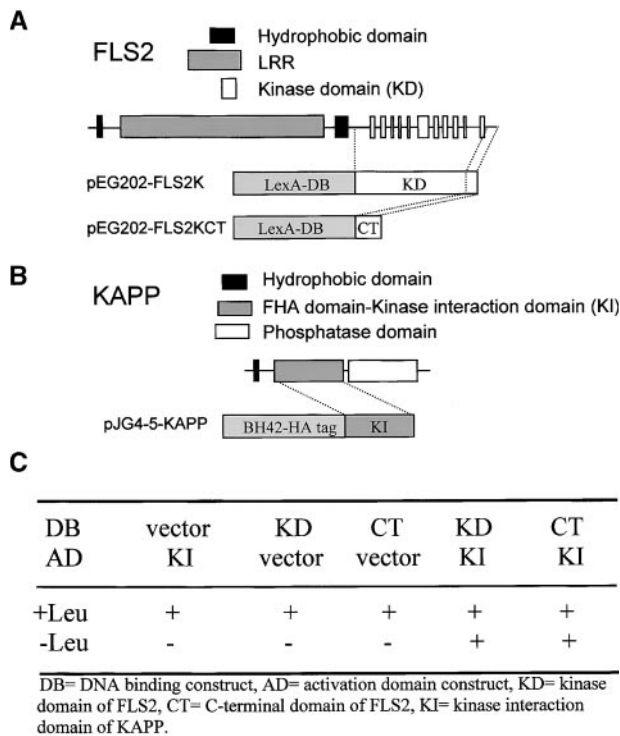 A
FLS2
Hydrophobic domain
LRR
Kinase domain (KD)
pEG202-FLS2K
LexA-DB
KD
pEG202-FLS2KCT
LexA-DB
CT
B
KAPP
Hydrophobic domain
FHA domain-Kinase interaction domain (KI)
Phosphatase domain
pJG4-5-KAPP
BH42-HA tag
KI
C
DB vector KD CT KD CT
AD KI vector vector KI KI
+Leu + + + + +
-Leu - - - + +
DB= DNA binding construct, AD= activation domain construct, KD= kinase
domain of FLS2, CT= C-terminal domain of FLS2, KI= kinase interaction
domain of KAPP.